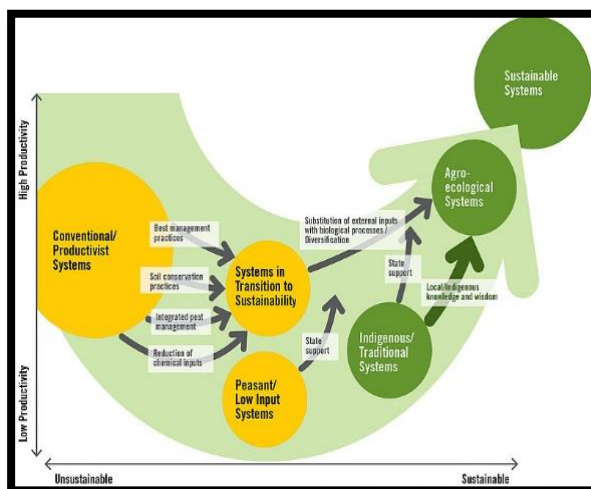 Sustainable
Systems
High Productivity
Agro-
ecological
Systems
Conventional/
Productivist
Systems
Best management
practices
Substitution of external inputs
with biological processes /
Diversification
Soil conservation
practices
Systems in
Transition to
Sustainability
State
support
Local/Indigenous
knowledge and wisdom
Integrated pest
management
Indigenous/
Traditional
Systems
Reduction of
chemical inputs
State
support
Peasant/
Low Input
Systems
Low Productivity
Unsustainable
Sustainable